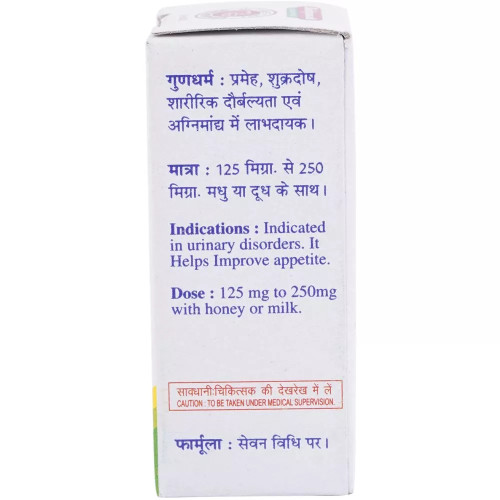 गुणधर्म : प्रमेह, शुक्रदोष,
शारीरिक दौर्बल्यता एवं
अग्निमांद्य में लाभदायक।
मात्रा : 125 मिग्रा. से 250
मिग्रा. मधु या दूध के साथ।
Indications : Indicated
in urinary disorders. It
Helps Improve appetite.
Dose : 125 mg to 250mg
with honey or milk.
सावधानी:चिकित्सक की देखरेख में लें
CAUTION : TO BE TAKEN UNDER MEDICAL SUPERVISION.
फार्मूला : सेवन विधि पर।